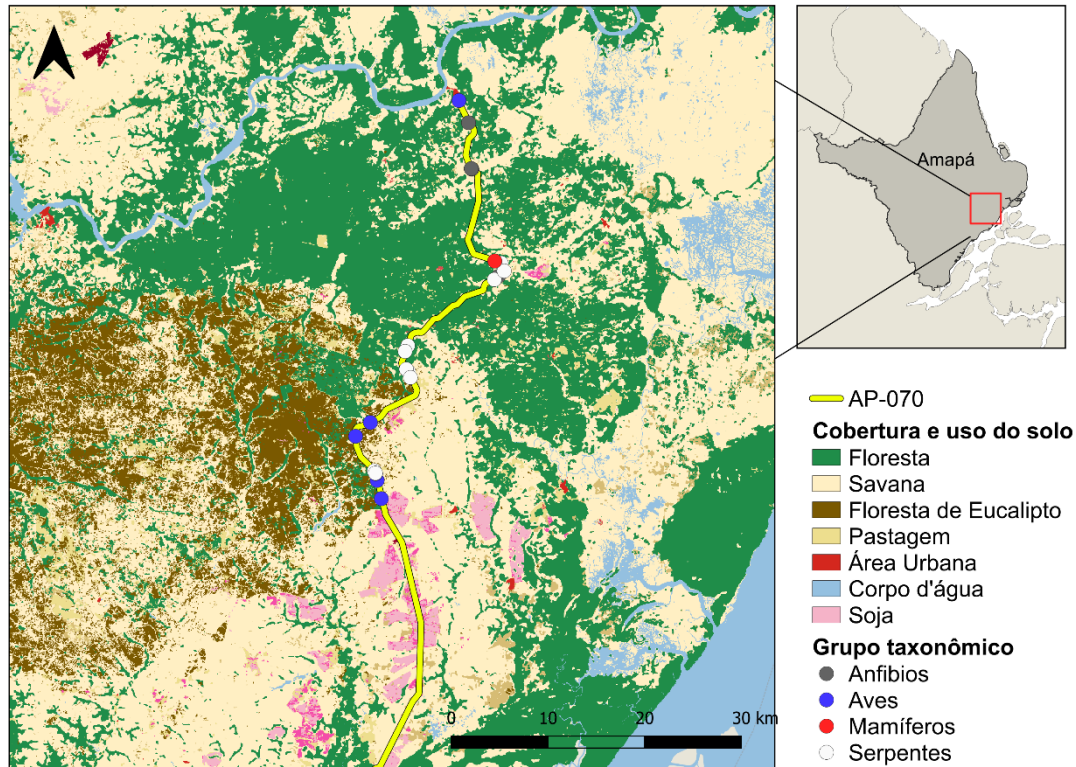 Amapá
AP-070
Cobertura e uso do solo
Floresta
Savana
Floresta de Eucalipto
Pastagem
Área Urbana
Corpo d'água
Soja
Grupo taxonômico
Anfibios
Aves
Mamíferos
Serpentes
0 10 20 30 km